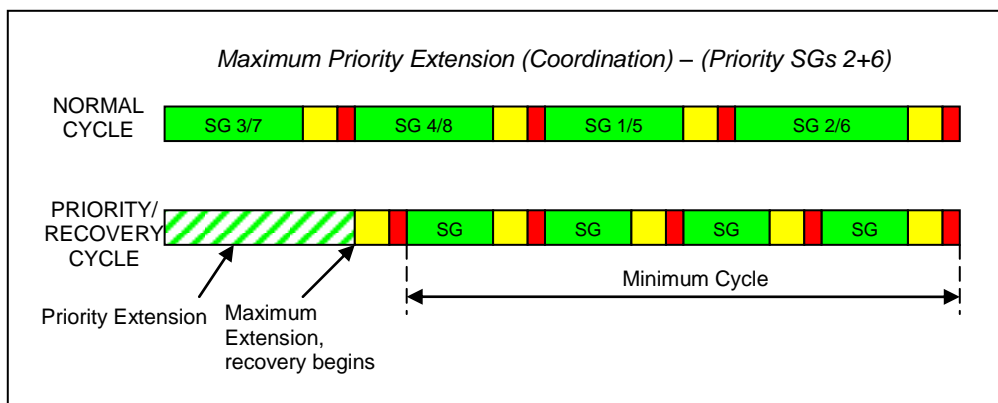 Maximum Priority Extension (Coordination) – (Priority SGs 2+6)
NORMAL
CYCLE
SG 3/7
SG 4/8
SG 1/5
SG 2/6
PRIORITY/
RECOVERY
CYCLE
SG
SG
SG
SG
Minimum Cycle
Priority Extension
Maximum
Extension,
recovery begins